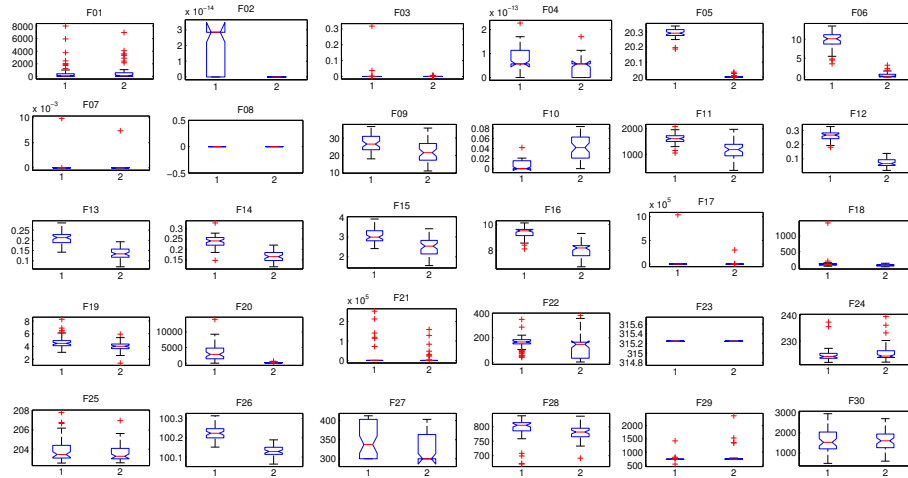 F01 F02 F03 F04 F05 F06
x 10⁻¹⁴ x 10⁻¹³
8000 6000 4000 2000 0 3 2 1 0 0.3 0.2 0.1 0 2 1 0 20.3 20.2 20.1 20 10 5 0
1 2 1 2 1 2 1 2 1 2 1 2
F07 F08 F09 F10 F11 F12
x 10⁻³
10 5 0 0.5 0 −0.5 30 20 10 0.08 0.06 0.04 0.02 0 2000 1000 0.3 0.2 0.1
1 2 1 2 1 2 1 2 1 2 1 2
F13 F14 F15 F16 F17 F18
x 10⁵
0.25 0.2 0.15 0.1 0.3 0.25 0.2 0.15 0.1 4 3 2 10 8 10 5 0 1000 500 0
1 2 1 2 1 2 1 2 1 2 1 2
F19 F20 F21 F22 F23 F24
x 10⁵
8 6 4 2 10000 5000 0 2 1 0 400 200 0 315.6 315.4 315.2 315 314.8 240 230
1 2 1 2 1 2 1 2 1 2 1 2
F25 F26 F27 F28 F29 F30
208 206 204 100.3 100.2 100.1 400 350 300 800 700 2000 1500 1000 500 3000 2000 1000
1 2 1 2 1 2 1 2 1 2 1 2